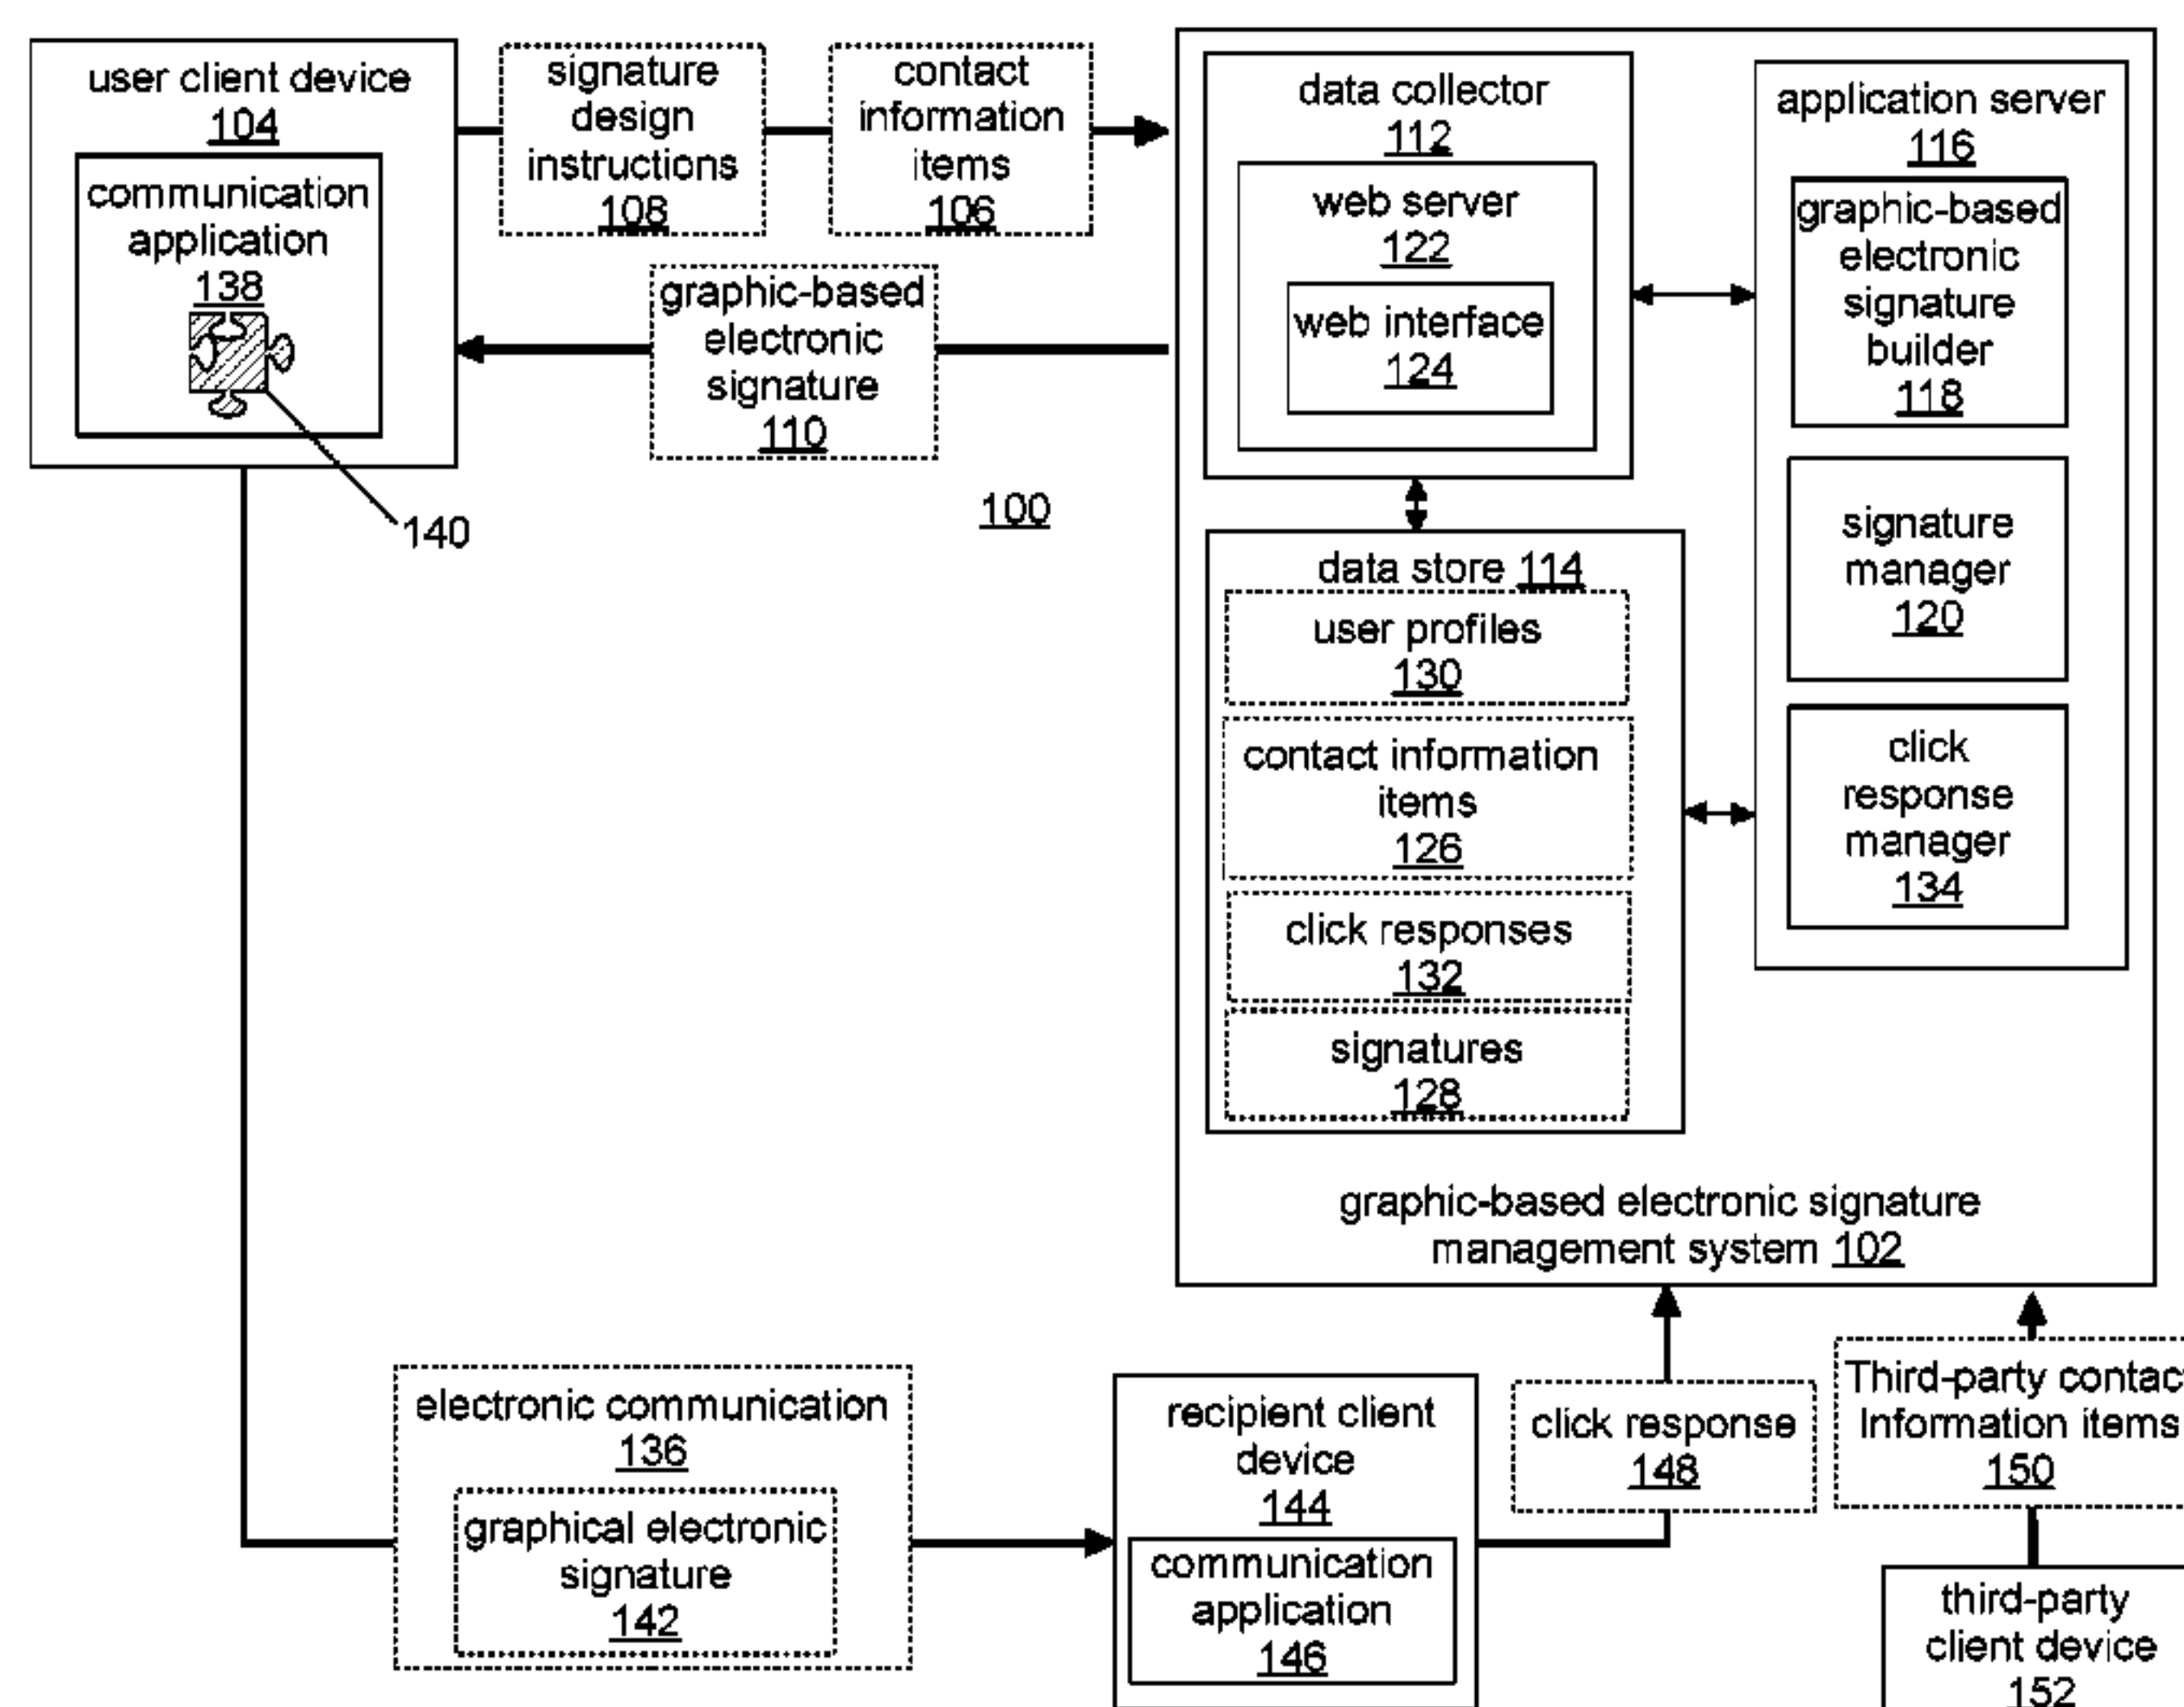 user client device
104
communication
application
138
140
signature
design
instructions
108
contact
information
items
106
graphic-based
electronic
signature
110
100
data collector
112
web server
122
web interface
124
application server
116
graphic-based
electronic
signature
builder
118
signature
manager
120
click
response
manager
134
data store 114
user profiles
130
contact information
items
126
click responses
132
signatures
128
graphic-based electronic signature
management system 102
electronic communication
136
graphical electronic
signature
142
recipient client
device
144
communication
application
146
click response
148
Third-party contact
Information items
150
third-party
client device
152